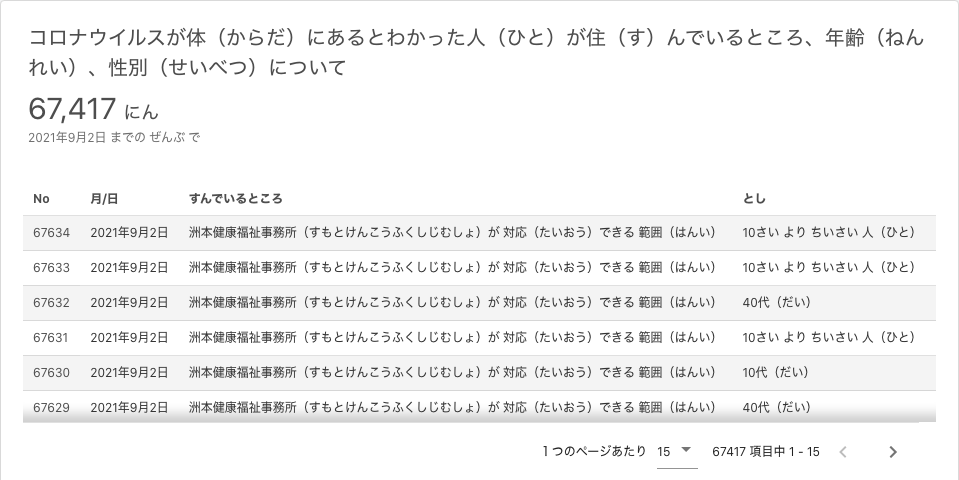 コロナウイルスが体（からだ）にあるとわかった人（ひと）が住（す）んでいるところ、年齢（ねん
れい）、性別（せいべつ）について
67,417 にん
2021年9月2日 までの ぜんぶ で
No 月/日 すんでいるところ とし
67634 2021年9月2日 洲本健康福祉事務所（すもとけんこうふくしじむしょ）が 対応（たいおう）できる 範囲（はんい） 10さい より ちいさい 人（ひと）
67633 2021年9月2日 洲本健康福祉事務所（すもとけんこうふくしじむしょ）が 対応（たいおう）できる 範囲（はんい） 10さい より ちいさい 人（ひと）
67632 2021年9月2日 洲本健康福祉事務所（すもとけんこうふくしじむしょ）が 対応（たいおう）できる 範囲（はんい） 40代（だい）
67631 2021年9月2日 洲本健康福祉事務所（すもとけんこうふくしじむしょ）が 対応（たいおう）できる 範囲（はんい） 10さい より ちいさい 人（ひと）
67630 2021年9月2日 洲本健康福祉事務所（すもとけんこうふくしじむしょ）が 対応（たいおう）できる 範囲（はんい） 10代（だい）
67629 2021年9月2日 洲本健康福祉事務所（すもとけんこうふくしじむしょ）が 対応（たいおう）できる 範囲（はんい） 40代（だい）
1 つのページあたり 15 67417 項目中 1 - 15